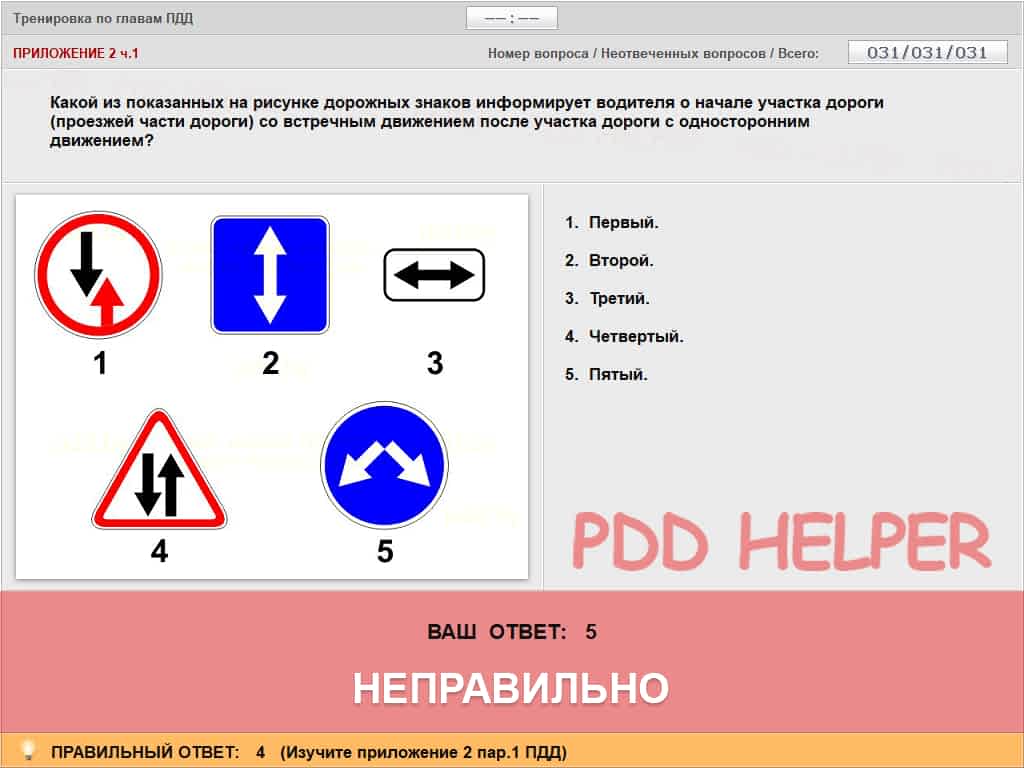 Тренировка по главам ПДД
−− : −−
ПРИЛОЖЕНИЕ 2 ч.1
Номер вопроса / Неотвеченных вопросов / Всего:
031/031/031
Какой из показанных на рисунке дорожных знаков информирует водителя о начале участка дороги
(проезжей части дороги) со встречным движением после участка дороги с односторонним
движением?
1
2
3
4
5
1. Первый.
2. Второй.
3. Третий.
4. Четвертый.
5. Пятый.
PDD HELPER
ВАШ ОТВЕТ: 5
НЕПРАВИЛЬНО
ПРАВИЛЬНЫЙ ОТВЕТ: 4 (Изучите приложение 2 пар.1 ПДД)